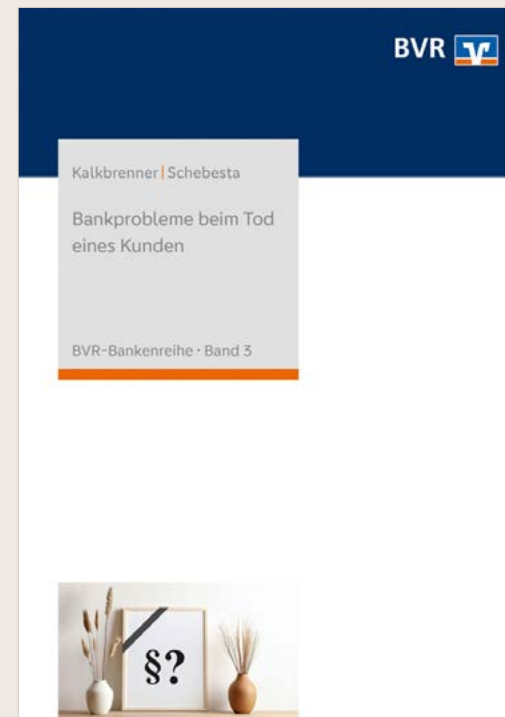 BVR
Kalkbrenner|Schebesta
Bankprobleme beim Tod
eines Kunden
BVR-Bankenreihe · Band 3
§?